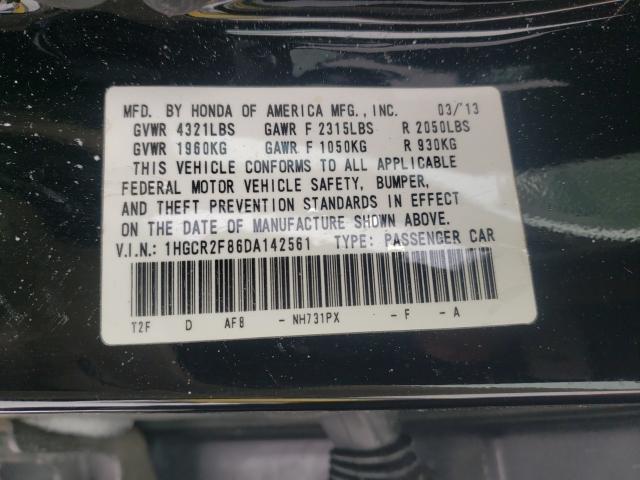 MFD. BY HONDA OF AMERICA MFG., INC. 03/'13
GVWR 4321LBS GAWR F 2315LBS R 2050LBS
GVWR 1960KG GAWR F 1050KG R 930KG
THIS VEHICLE CONFORMS TO ALL APPLICABLE
FEDERAL MOTOR VEHICLE SAFETY, BUMPER,
AND THEFT PREVENTION STANDARDS IN EFFECT
ON THE DATE OF MANUFACTURE SHOWN ABOVE.
V.I.N.: 1HGCR2F86DA142561 TYPE: PASSENGER CAR
T2F D AF8 - NH731PX - F - A